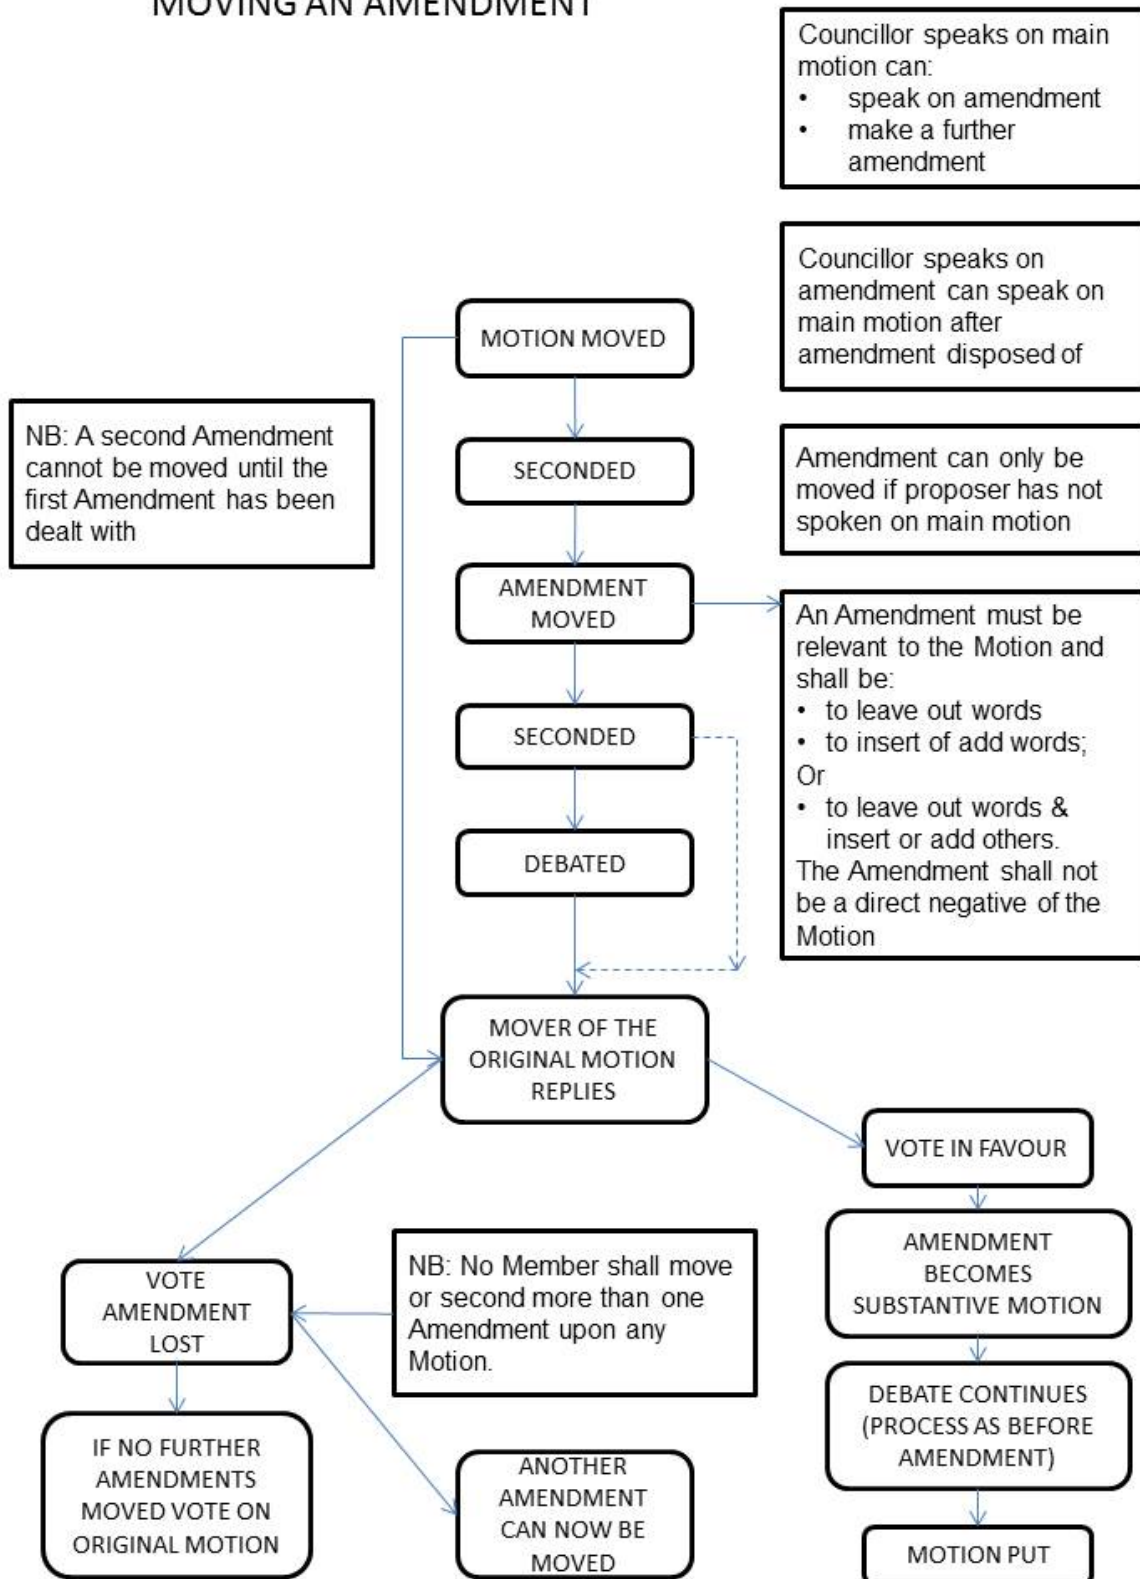 MOVING AN AMENDMENT
Councillor speaks on main
motion can:
• speak on amendment
• make a further
amendment
Councillor speaks on
amendment can speak on
main motion after
amendment disposed of
MOTION MOVED
NB: A second Amendment
cannot be moved until the
first Amendment has been
dealt with
SECONDED
Amendment can only be
moved if proposer has not
spoken on main motion
AMENDMENT
MOVED
An Amendment must be
relevant to the Motion and
shall be:
• to leave out words
• to insert of add words;
Or
• to leave out words &
insert or add others.
The Amendment shall not
be a direct negative of the
Motion
SECONDED
DEBATED
MOVER OF THE
ORIGINAL MOTION
REPLIES
VOTE IN FAVOUR
AMENDMENT
BECOMES
SUBSTANTIVE MOTION
NB: No Member shall move
or second more than one
Amendment upon any
Motion.
VOTE
AMENDMENT
LOST
DEBATE CONTINUES
(PROCESS AS BEFORE
AMENDMENT)
IF NO FURTHER
AMENDMENTS
MOVED VOTE ON
ORIGINAL MOTION
ANOTHER
AMENDMENT
CAN NOW BE
MOVED
MOTION PUT